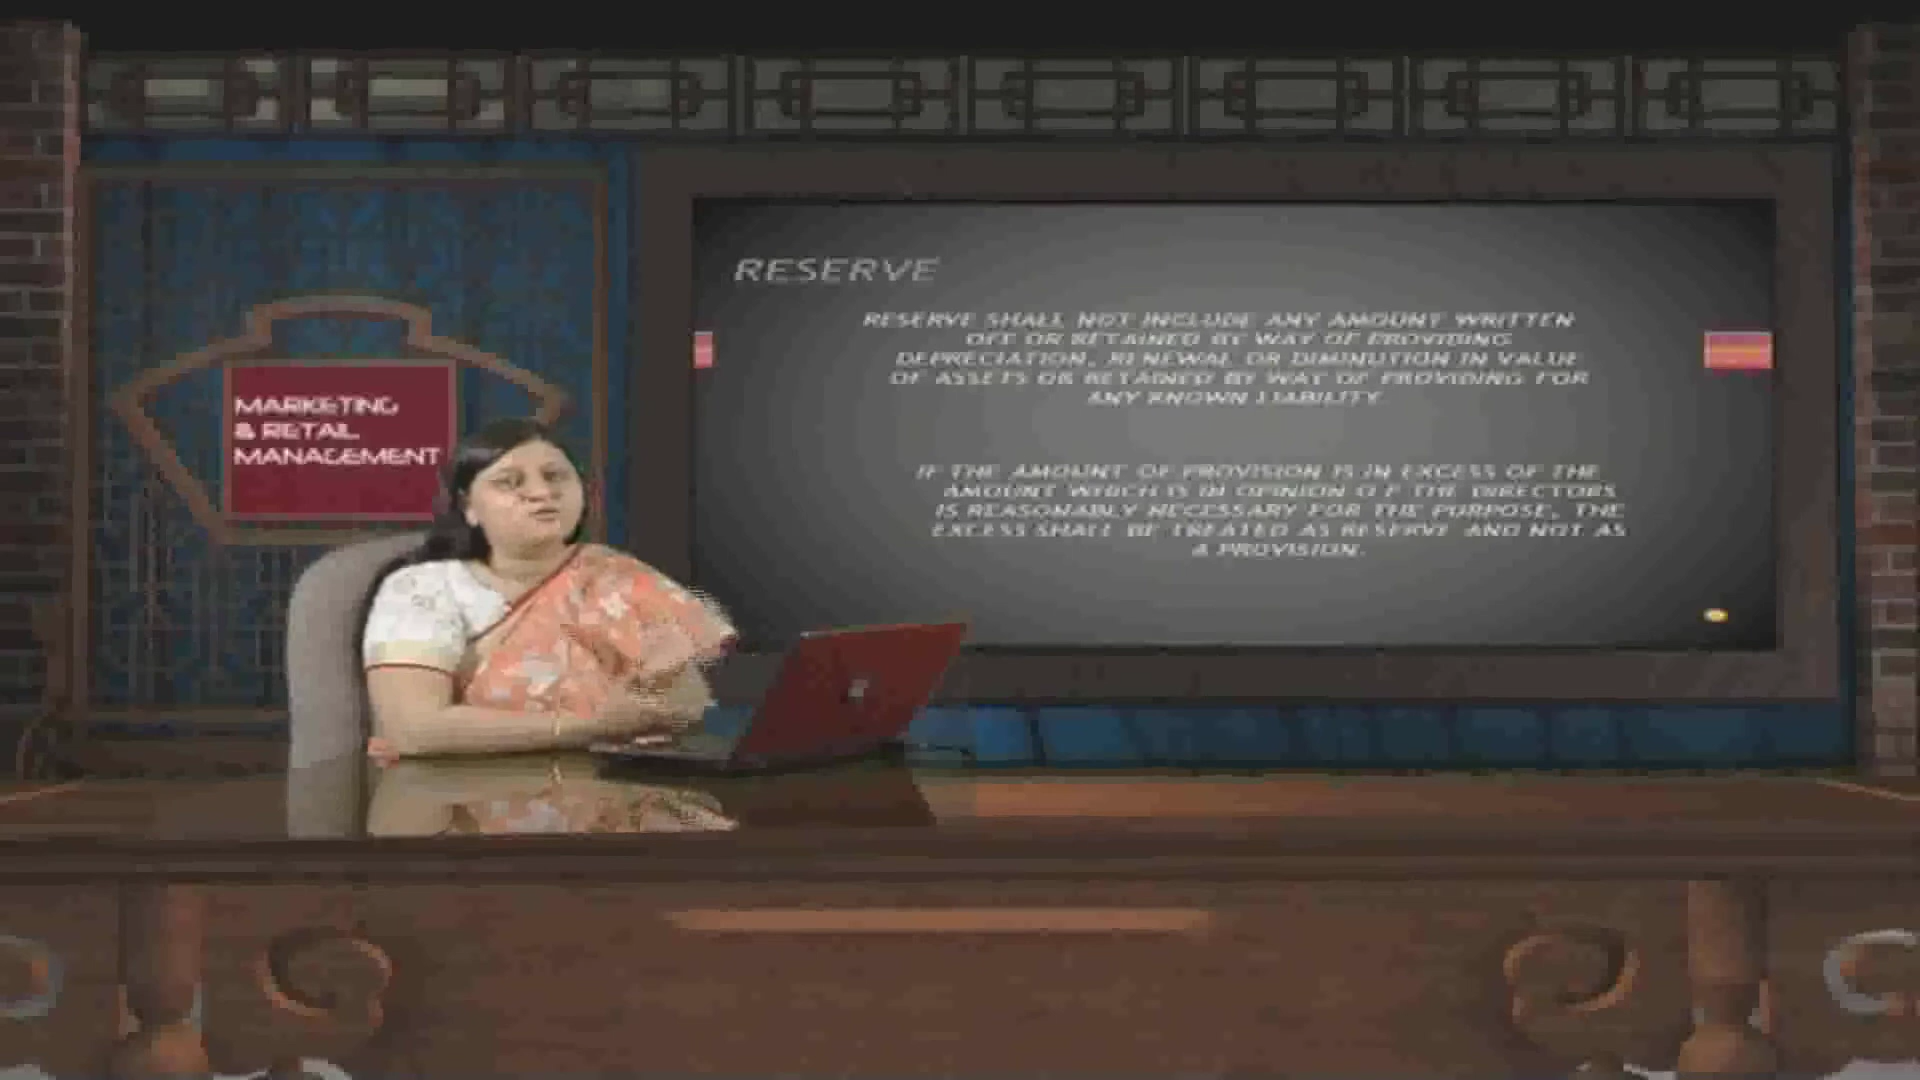 MARKETING
& RETAIL
MANAGEMENT
RESERVE
RESERVE SHALL NOT INCLUDE ANY AMOUNT WRITTEN
OFF OR RETAINED BY WAY OF PROVIDING
DEPRECIATION, RENEWAL OR DIMINUTION IN VALUE
OF ASSETS OR RETAINED BY WAY OF PROVIDING FOR
ANY KNOWN LIABILITY.
IF THE AMOUNT OF PROVISION IS IN EXCESS OF THE
AMOUNT WHICH IS IN OPINION O F THE DIRECTORS
IS REASONABLY NECESSARY FOR THE PURPOSE, THE
EXCESS SHALL BE TREATED AS RESERVE AND NOT AS
A PROVISION.